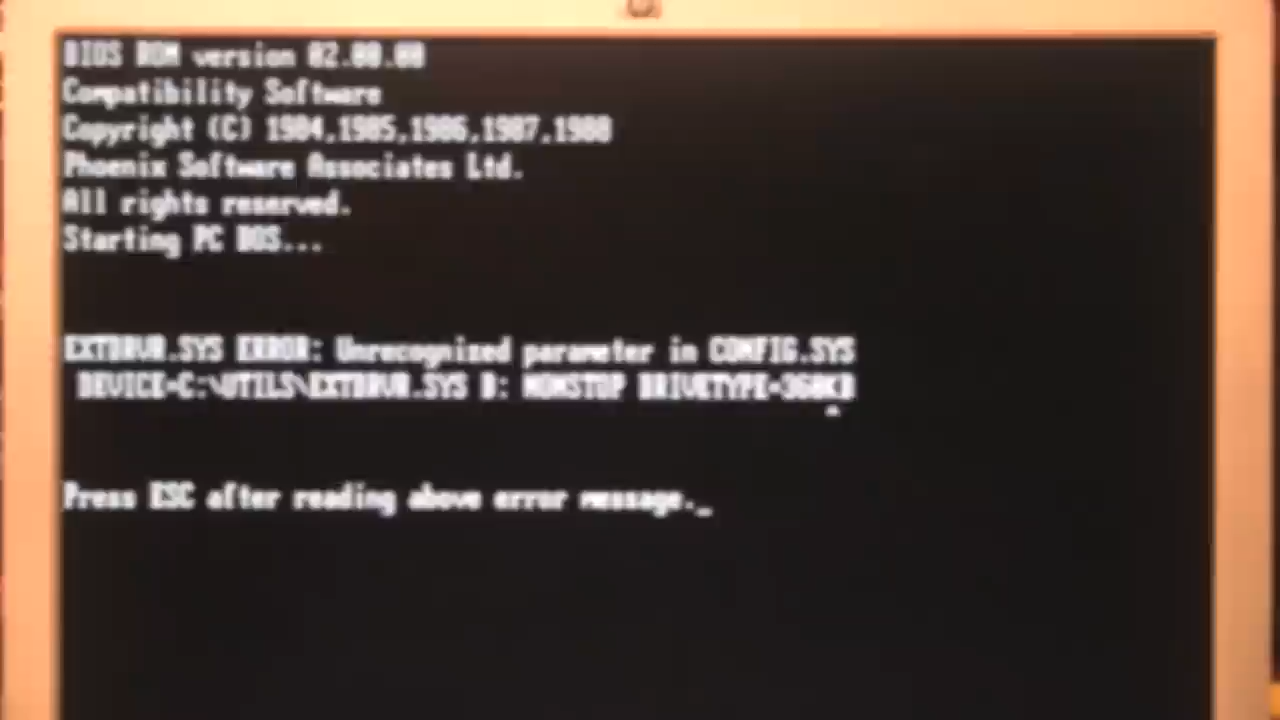 BIOS ROM version 02.00.00
Compatibility Software
Copyright (C) 1984,1985,1986,1987,1988
Phoenix Software Associates Ltd.
All rights reserved.
Starting PC DOS...
EXTDRVR.SYS ERROR: Unrecognized parameter in CONFIG.SYS
DEVICE=C:\UTILS\EXTDRVR.SYS D: NONSTOP DRIVETYPE=360KB
^
Press ESC after reading above error message._